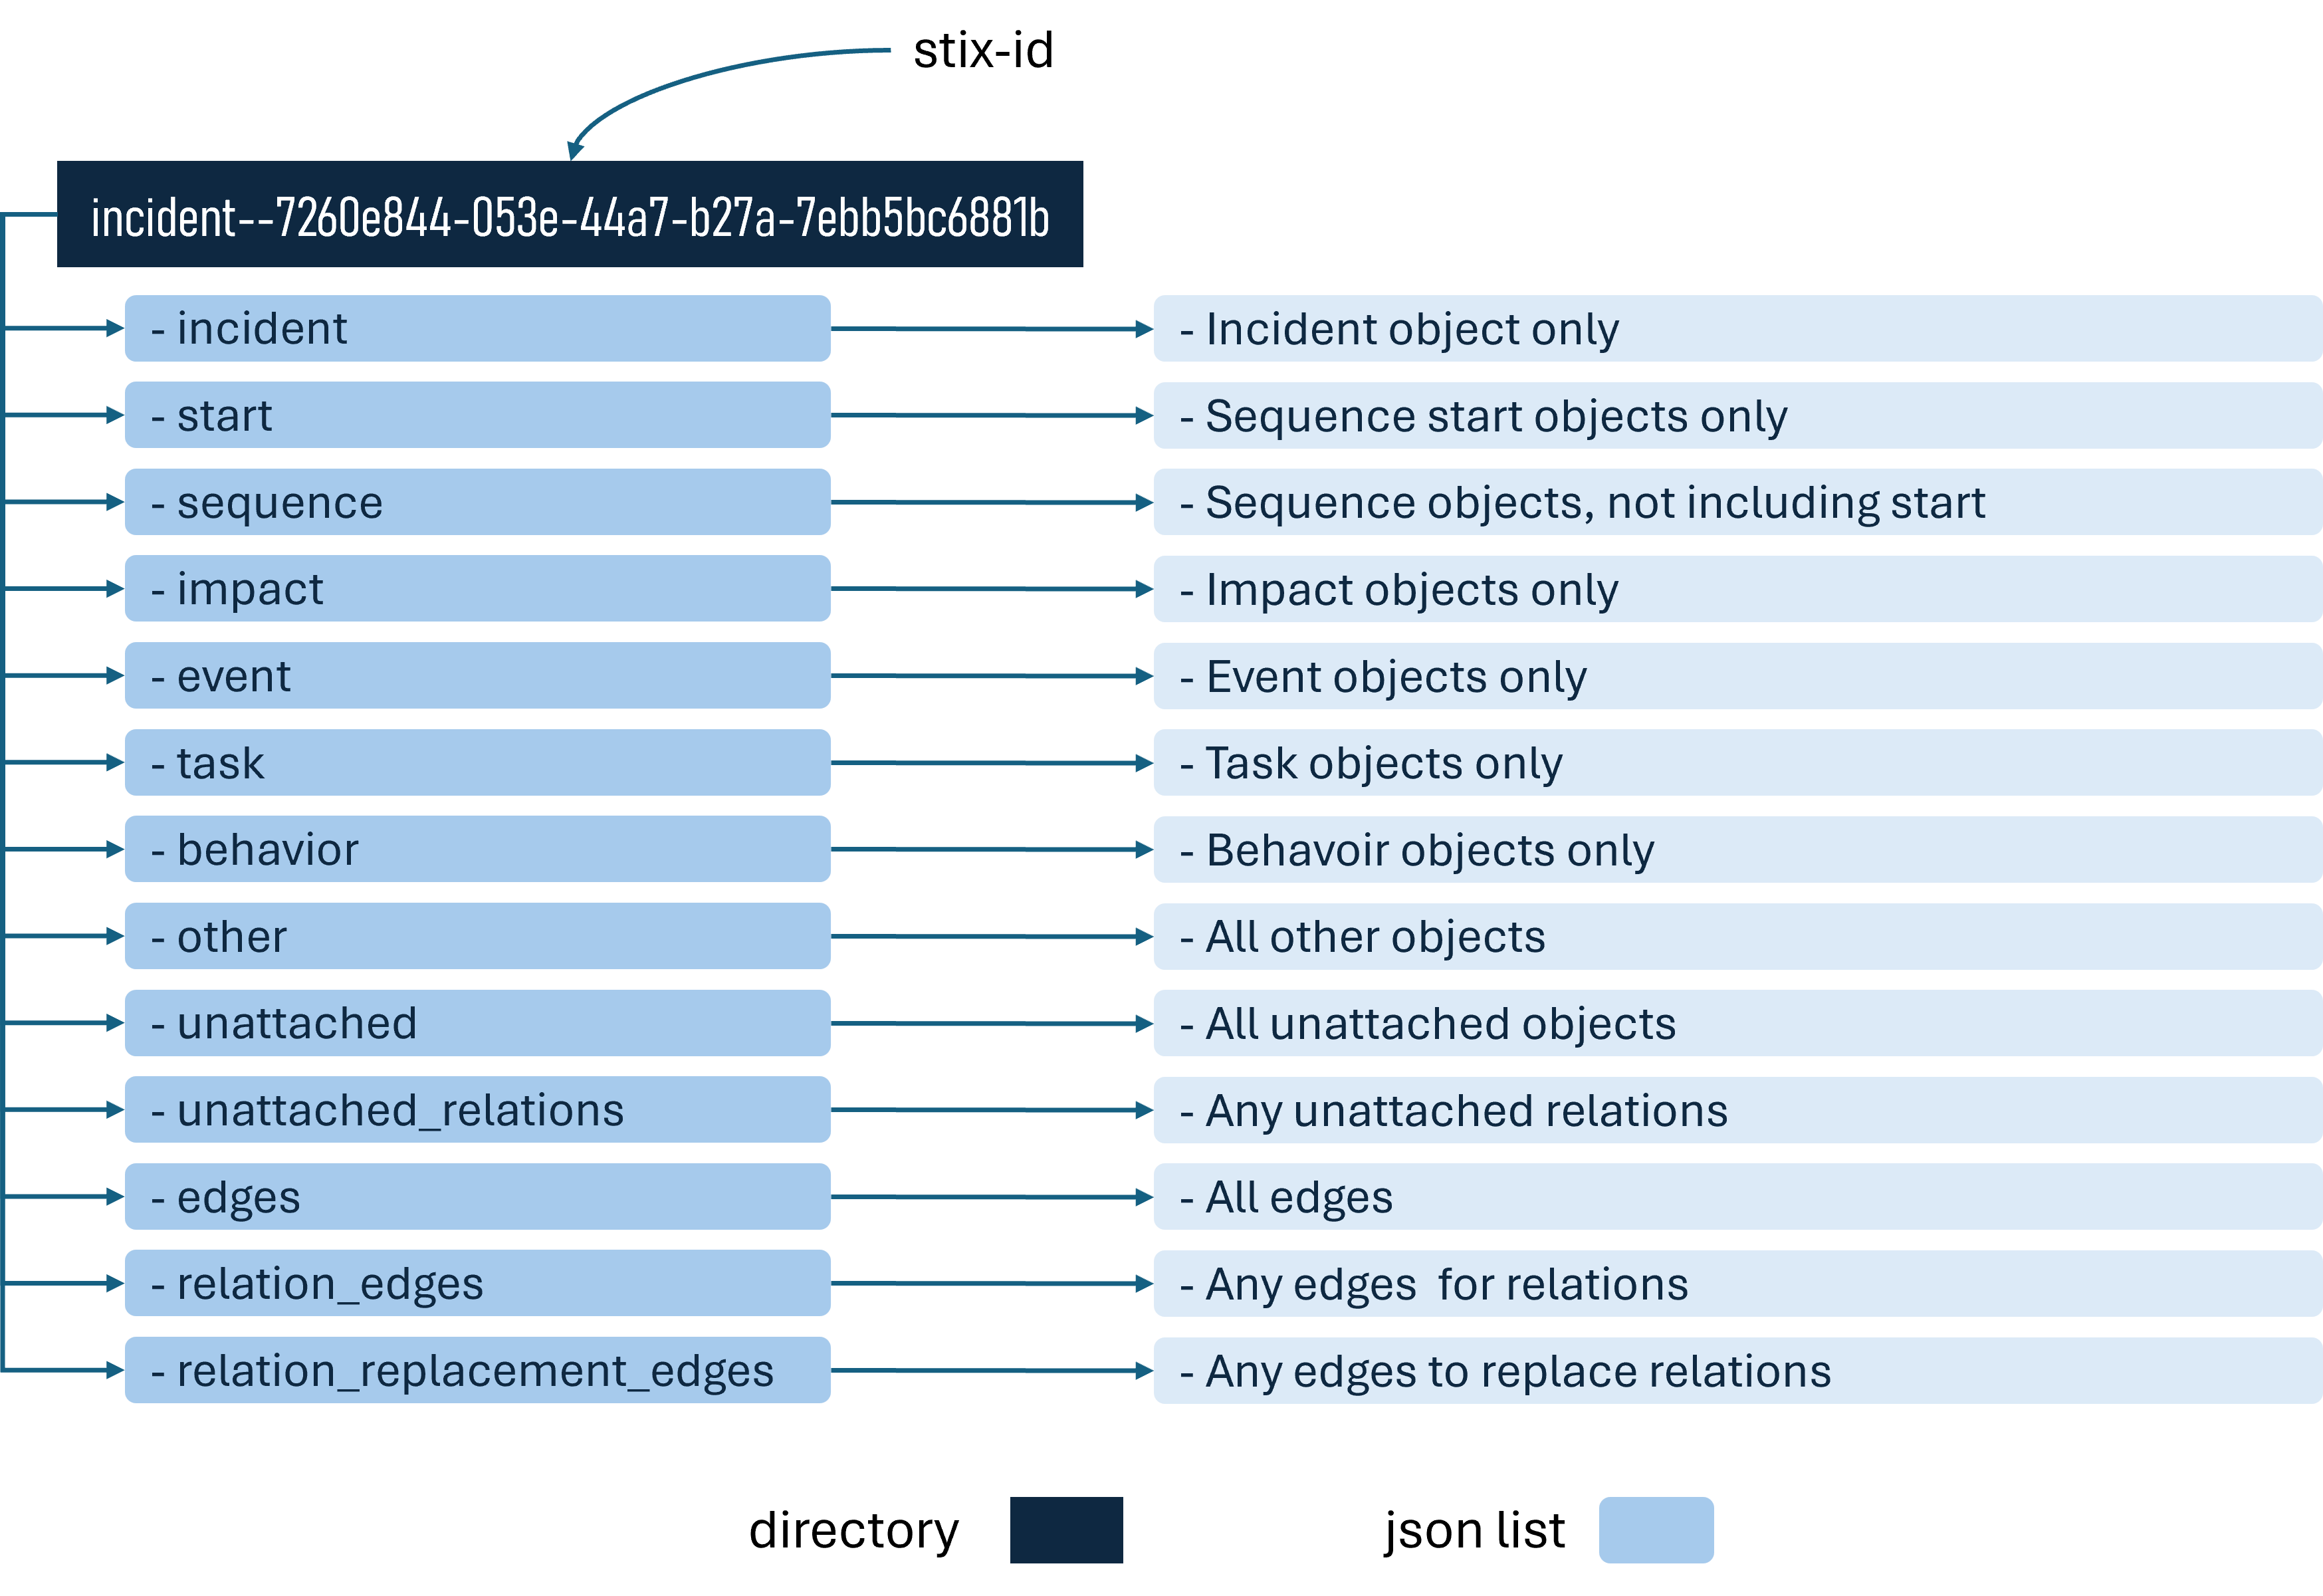 stix-id
incident--7260e844-053e-44a7-b27a-7ebb5bc6881b
- incident
- Incident object only
- start
- Sequence start objects only
- sequence
- Sequence objects, not including start
- impact
- Impact objects only
- event
- Event objects only
- task
- Task objects only
- behavior
- Behavoir objects only
- other
- All other objects
- unattached
- All unattached objects
- unattached_relations
- Any unattached relations
- edges
- All edges
- relation_edges
- Any edges  for relations
- relation_replacement_edges
- Any edges to replace relations
directory
json list